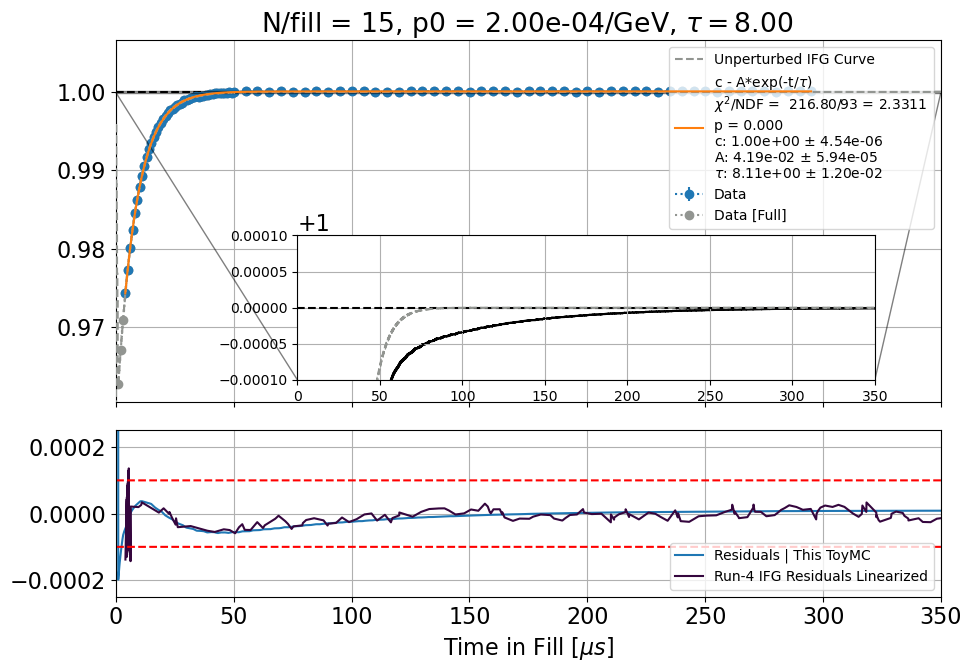 N/fill = 15, p0 = 2.00e-04/GeV, τ = 8.00
1.00
0.99
0.98
0.97
Unperturbed IFG Curve
c - A*exp(-t/τ)
χ²/NDF =  216.80/93 = 2.3311
p = 0.000
c: 1.00e+00 ± 4.54e-06
A: 4.19e-02 ± 5.94e-05
τ: 8.11e+00 ± 1.20e-02
Data
Data [Full]
+1
0.00010
0.00005
0.00000
−0.00005
−0.00010
0 50 100 150 200 250 300 350
0.0002
0.0000
−0.0002
Residuals | This ToyMC
Run-4 IFG Residuals Linearized
0 50 100 150 200 250 300 350
Time in Fill [μs]